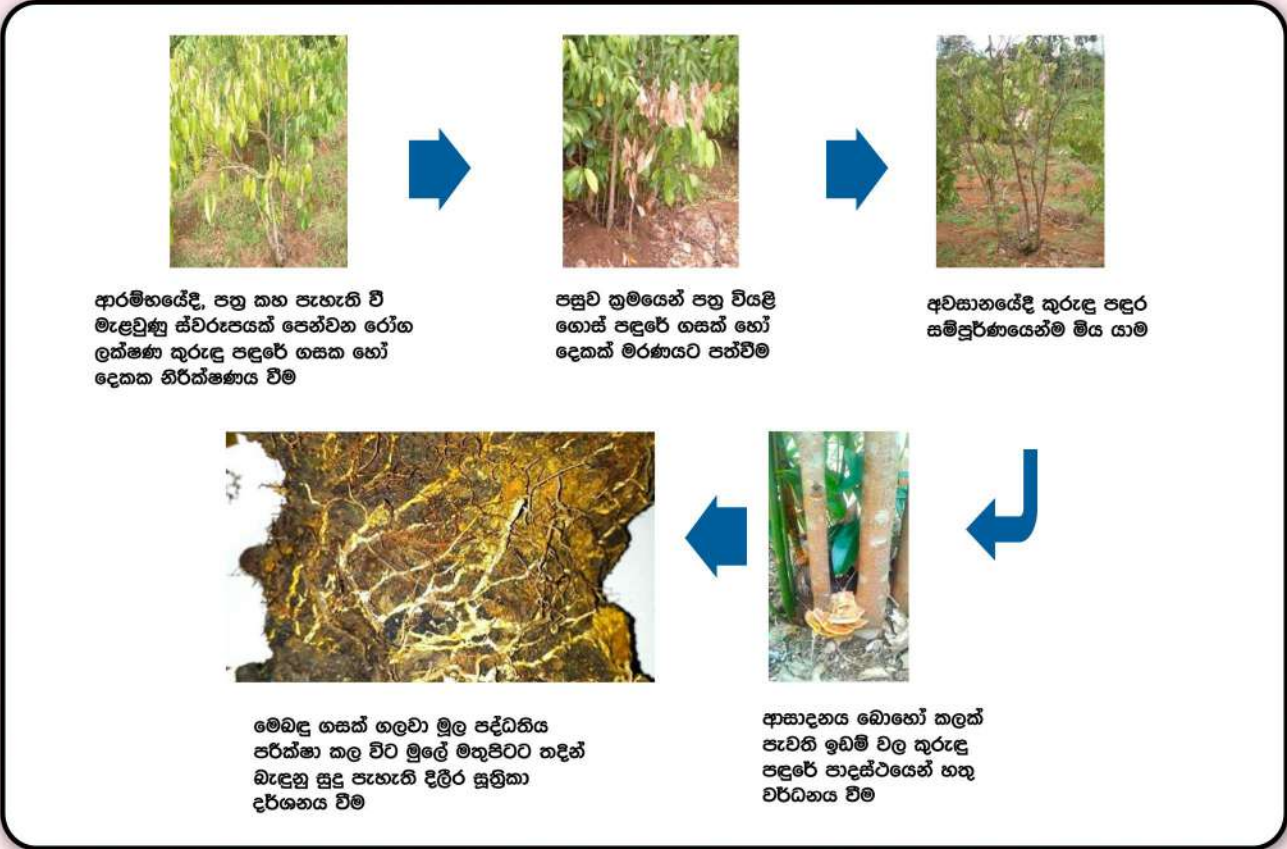 ආරම්භයේදී, පත්‍ර කහ පැහැති වී
මැළවුණු ස්වරූපයක් පෙන්වන රෝග
ලක්ෂණ කුරුඳු පඳුරේ ගසක හෝ
දෙකක නිරීක්ෂණය වීම
පසුව ක්‍රමයෙන් පත්‍ර වියළි
ගොස් පඳුරේ ගසක් හෝ
දෙකක් මරණයට පත්වීම
අවසානයේදී කුරුඳු පඳුර
සම්පූර්ණයෙන්ම මිය යාම
ආසාදනය බොහෝ කලක්
පැවති ඉඩම් වල කුරුඳු
පඳුරේ පාදස්ථයෙන් හතු
වර්ධනය වීම
මෙබඳු ගසක් ගලවා මූල පද්ධතිය
පරීක්ෂා කල විට මුලේ මතුපිටට තදින්
බැඳුනු සුදු පැහැති දිලීර සූත්‍රිකා
දර්ශනය වීම